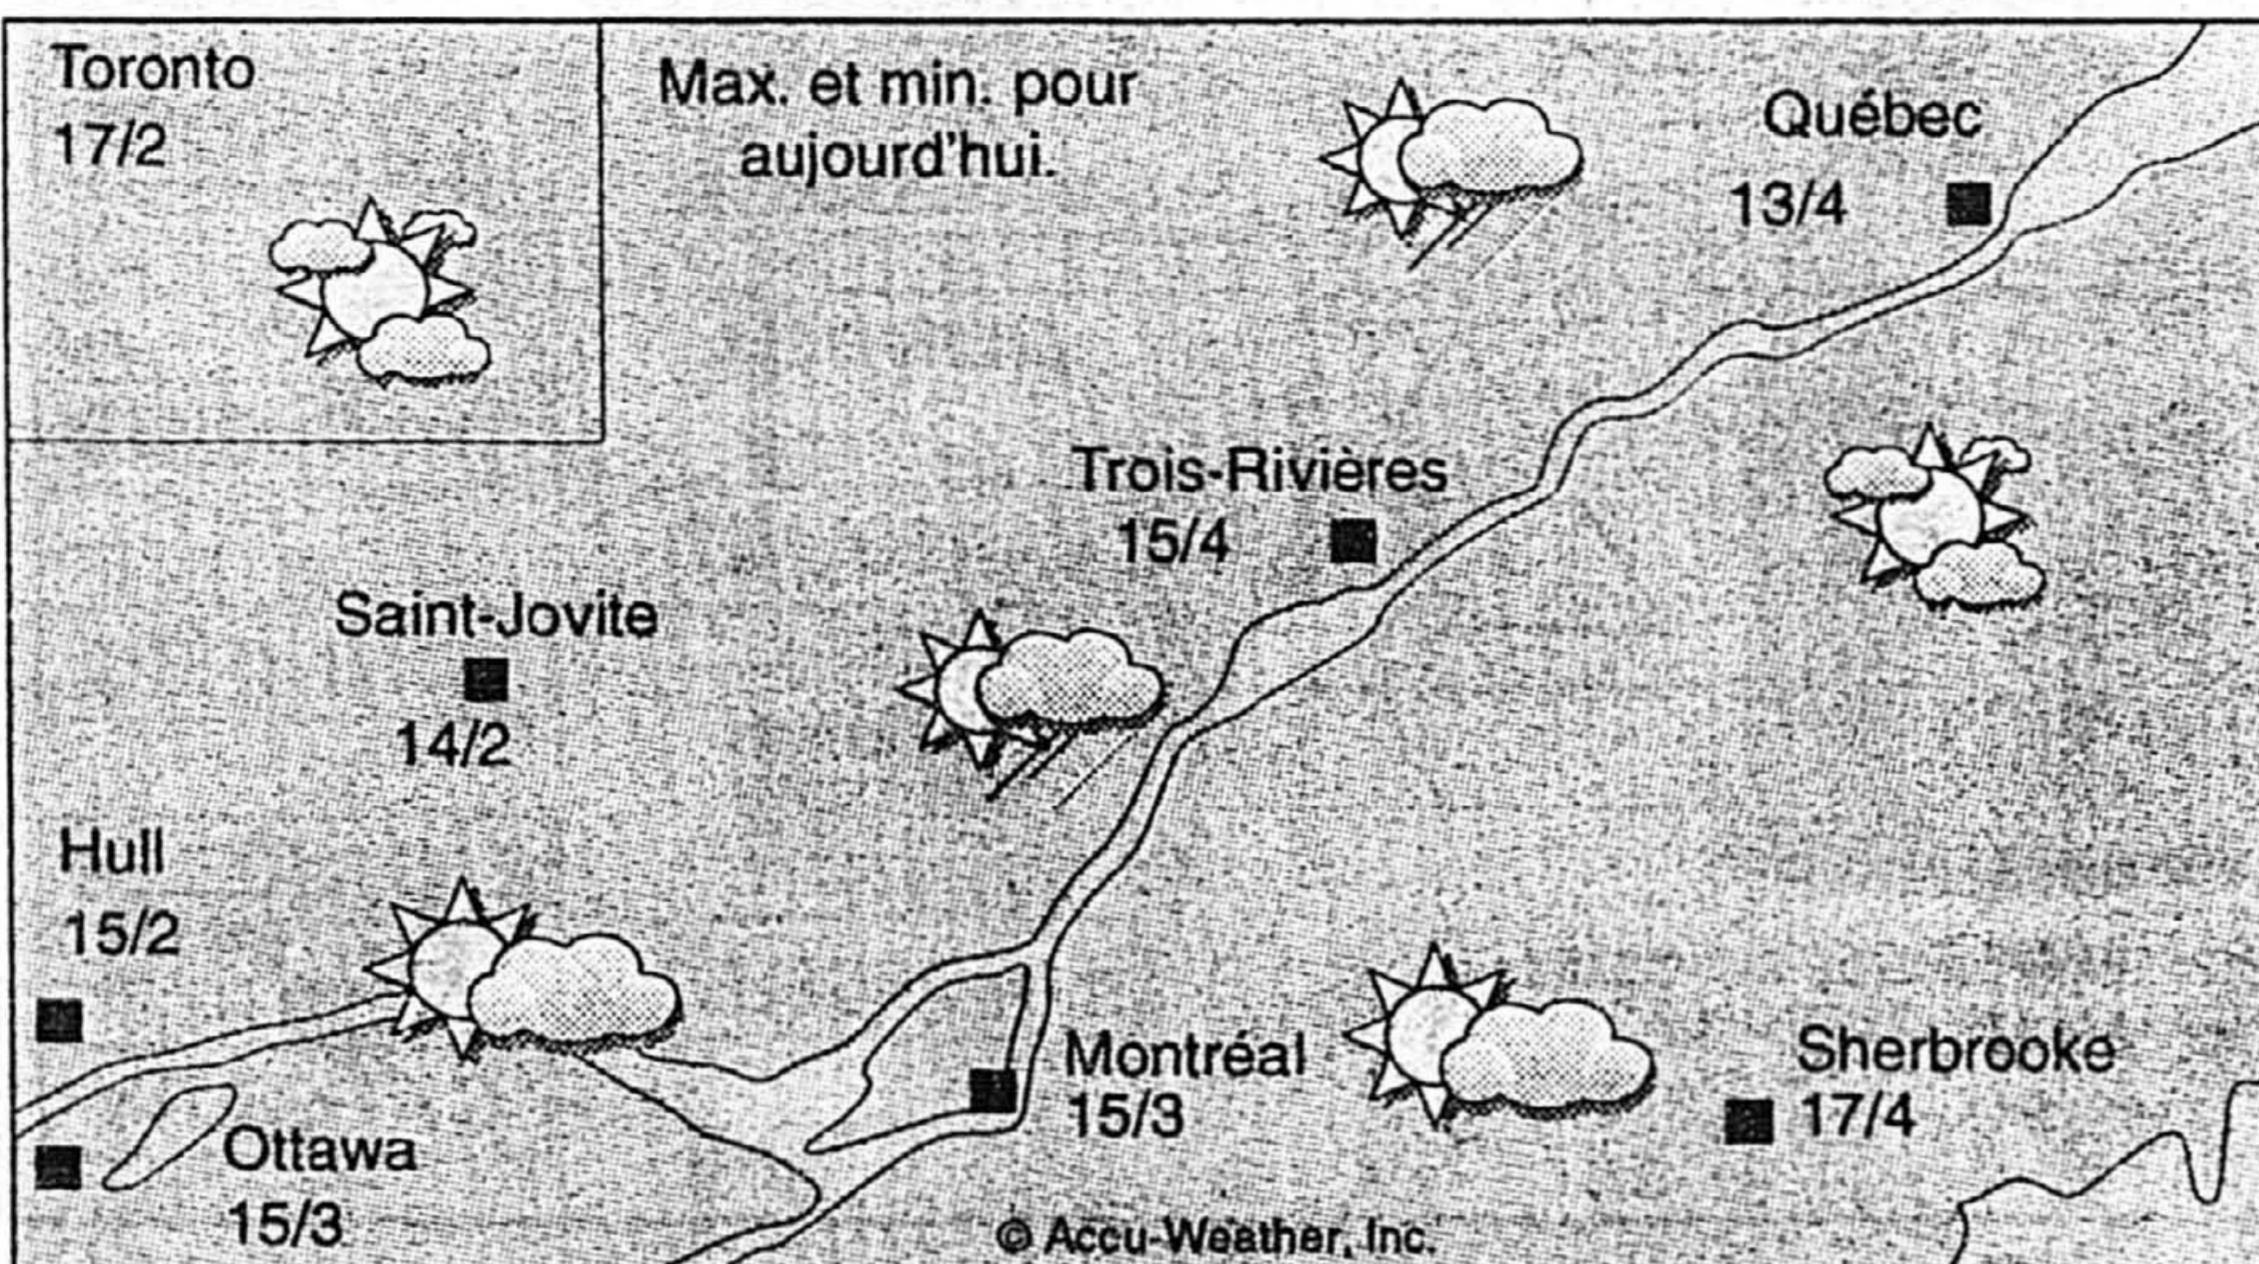 Toronto
17/2
Max. et min. pour
aujourd'hui.
Québec
13/4
Trois-Rivières
15/4
Saint-Jovite
14/2
Hull
15/2
Montréal
15/3
Sherbrooke
17/4
Ottawa
15/3
© Accu-Weather, Inc.